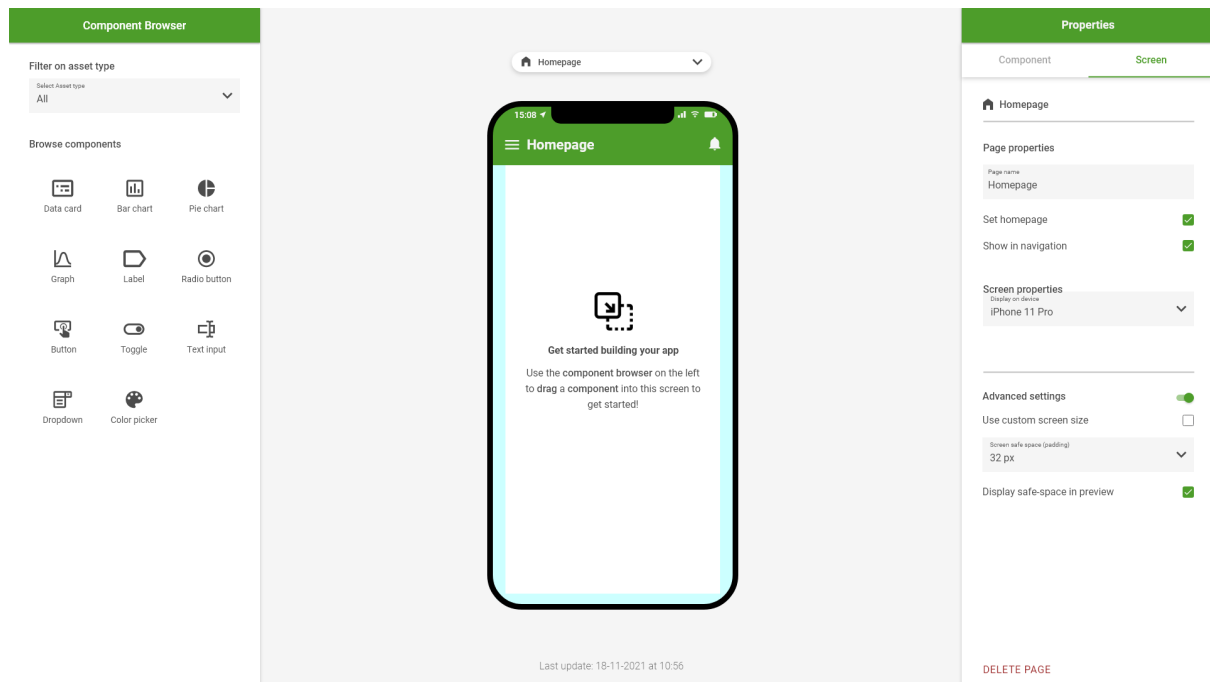 Component Browser
Filter on asset type
Select Asset type
All
Browse components
Data card
Bar chart
Pie chart
Graph
Label
Radio button
Button
Toggle
Text input
Dropdown
Color picker
Homepage
15:08
Homepage
Get started building your app
Use the component browser on the left
to drag a component into this screen to
get started!
Last update: 18-11-2021 at 10:56
Properties
Component
Screen
Homepage
Page properties
Page name
Homepage
Set homepage
Show in navigation
Screen properties
Display on device
iPhone 11 Pro
Advanced settings
Use custom screen size
Screen safe space (padding)
32 px
Display safe-space in preview
DELETE PAGE